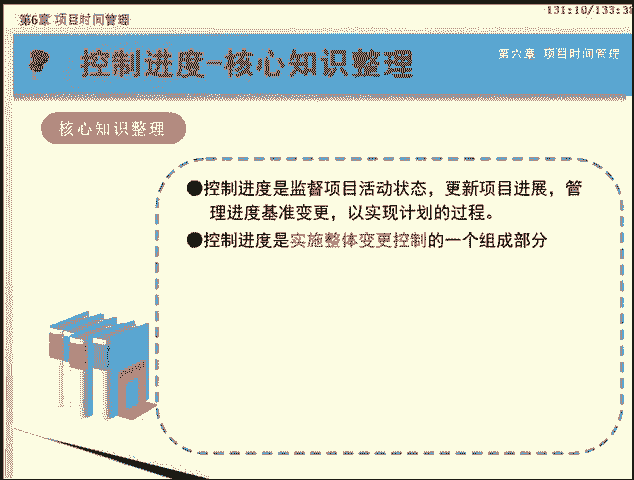 第6章 项目时间管理
131:10/133:3
控制进度-核心知识整理
第六章 项目时间管理
核心知识整理
●控制进度是监督项目活动状态，更新项目进展，管
理进度基准变更，以实现计划的过程。
●控制进度是实施整体变更控制的一个组成部分